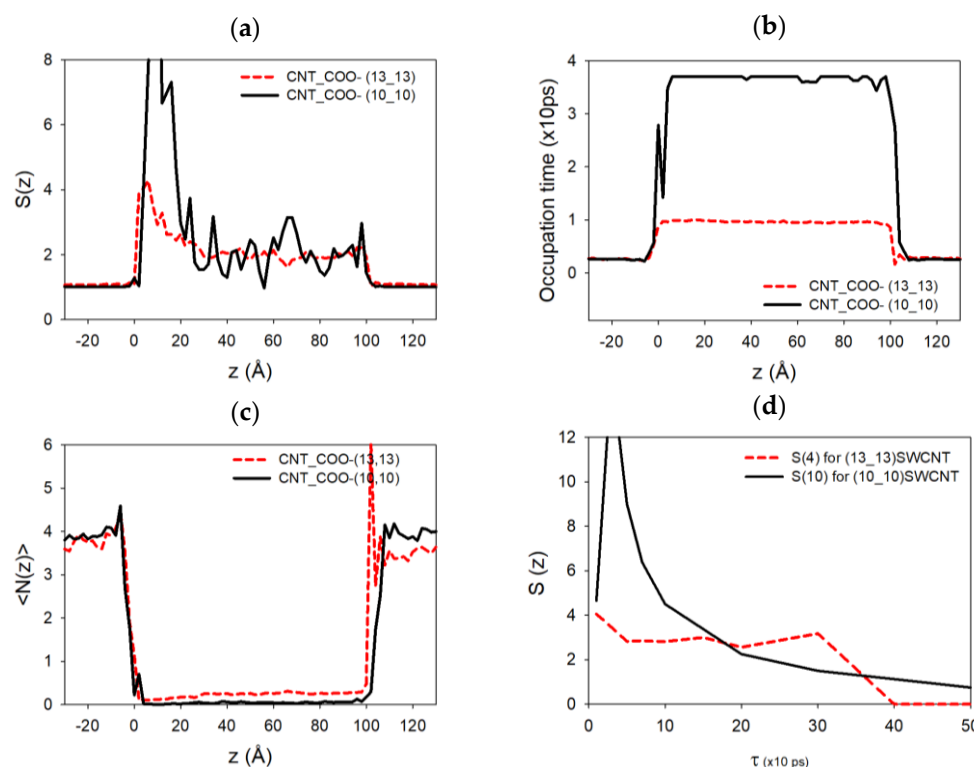 (a)
8
6
4
2
0
S(z)
CNT_COO- (13_13)
CNT_COO- (10_10)
-20 0 20 40 60 80 100 120
z (Å)
(b)
4
3
2
1
0
Occupation time (x10ps)
CNT_COO- (13_13)
CNT_COO- (10_10)
-20 0 20 40 60 80 100 120
z (Å)
(c)
6
5
4
3
2
1
0
<N(z)>
CNT_COO-(13,13)
CNT_COO-(10,10)
-20 0 20 40 60 80 100 120
z (Å)
(d)
12
10
8
6
4
2
0
S (z)
S(4) for (13_13)SWCNT
S(10) for (10_10)SWCNT
0 10 20 30 40 50
τ (x10 ps)